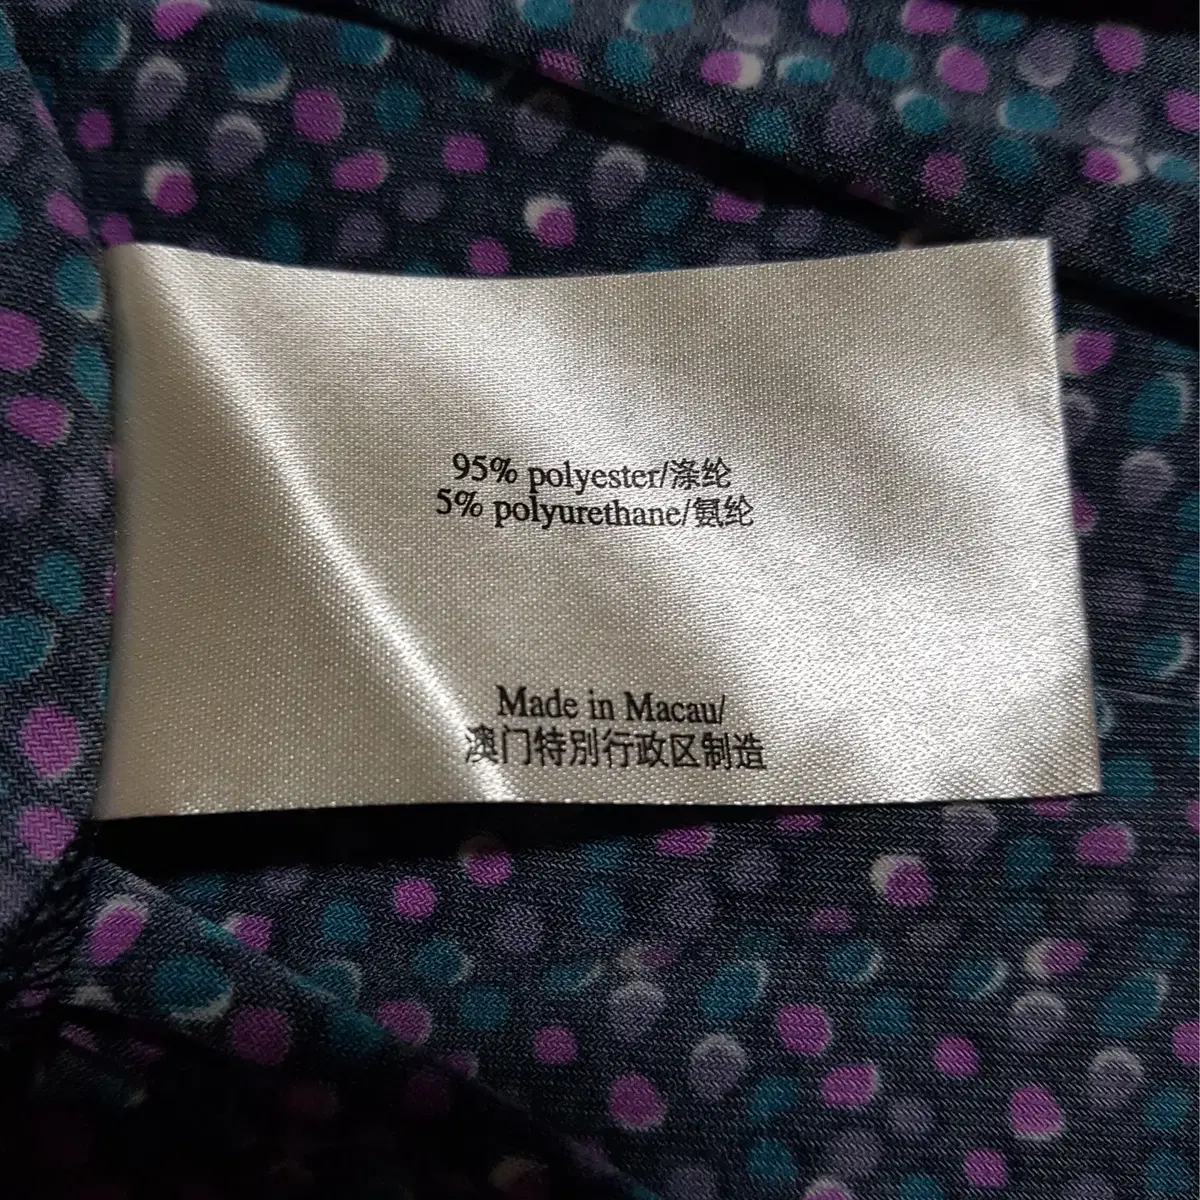 95% polyester/涤纶
5% polyurethane/氨纶
Made in Macau/
澳门特別行政区制造